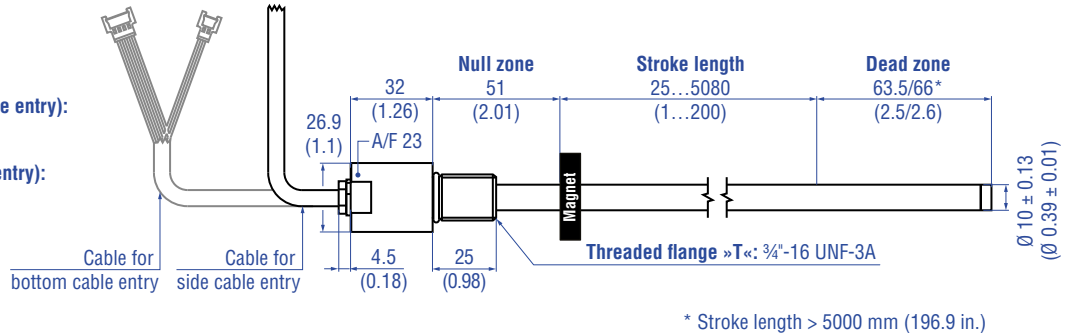 Null zone
Stroke length
Dead zone
32
51
25…5080
63.5/66*
(1.26)
(2.01)
(1…200)
(2.5/2.6)
e entry):
26.9
(1.1)
A/F 23
entry):
Magnet
Ø 10 ± 0.13
(Ø 0.39 ± 0.01)
Cable for
bottom cable entry
Cable for
side cable entry
4.5
(0.18)
25
(0.98)
Threaded flange »T«: ¾"-16 UNF-3A
* Stroke length > 5000 mm (196.9 in.)